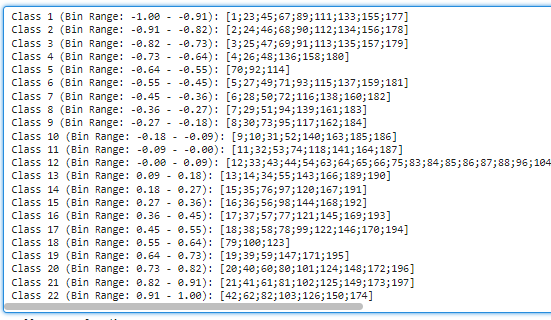 Class 1 (Bin Range: -1.00 - -0.91): [1;23;45;67;89;111;133;155;177]
Class 2 (Bin Range: -0.91 - -0.82): [2;24;46;68;90;112;134;156;178]
Class 3 (Bin Range: -0.82 - -0.73): [3;25;47;69;91;113;135;157;179]
Class 4 (Bin Range: -0.73 - -0.64): [4;26;48;136;158;180]
Class 5 (Bin Range: -0.64 - -0.55): [70;92;114]
Class 6 (Bin Range: -0.55 - -0.45): [5;27;49;71;93;115;137;159;181]
Class 7 (Bin Range: -0.45 - -0.36): [6;28;50;72;116;138;160;182]
Class 8 (Bin Range: -0.36 - -0.27): [7;29;51;94;139;161;183]
Class 9 (Bin Range: -0.27 - -0.18): [8;30;73;95;117;162;184]
Class 10 (Bin Range: -0.18 - -0.09): [9;10;31;52;140;163;185;186]
Class 11 (Bin Range: -0.09 - -0.00): [11;32;53;74;118;141;164;187]
Class 12 (Bin Range: -0.00 - 0.09): [12;33;43;44;54;63;64;65;66;75;83;84;85;86;87;88;96;104
Class 13 (Bin Range: 0.09 - 0.18): [13;14;34;55;143;166;189;190]
Class 14 (Bin Range: 0.18 - 0.27): [15;35;76;97;120;167;191]
Class 15 (Bin Range: 0.27 - 0.36): [16;36;56;98;144;168;192]
Class 16 (Bin Range: 0.36 - 0.45): [17;37;57;77;121;145;169;193]
Class 17 (Bin Range: 0.45 - 0.55): [18;38;58;78;99;122;146;170;194]
Class 18 (Bin Range: 0.55 - 0.64): [79;100;123]
Class 19 (Bin Range: 0.64 - 0.73): [19;39;59;147;171;195]
Class 20 (Bin Range: 0.73 - 0.82): [20;40;60;80;101;124;148;172;196]
Class 21 (Bin Range: 0.82 - 0.91): [21;41;61;81;102;125;149;173;197]
Class 22 (Bin Range: 0.91 - 1.00): [42;62;82;103;126;150;174]